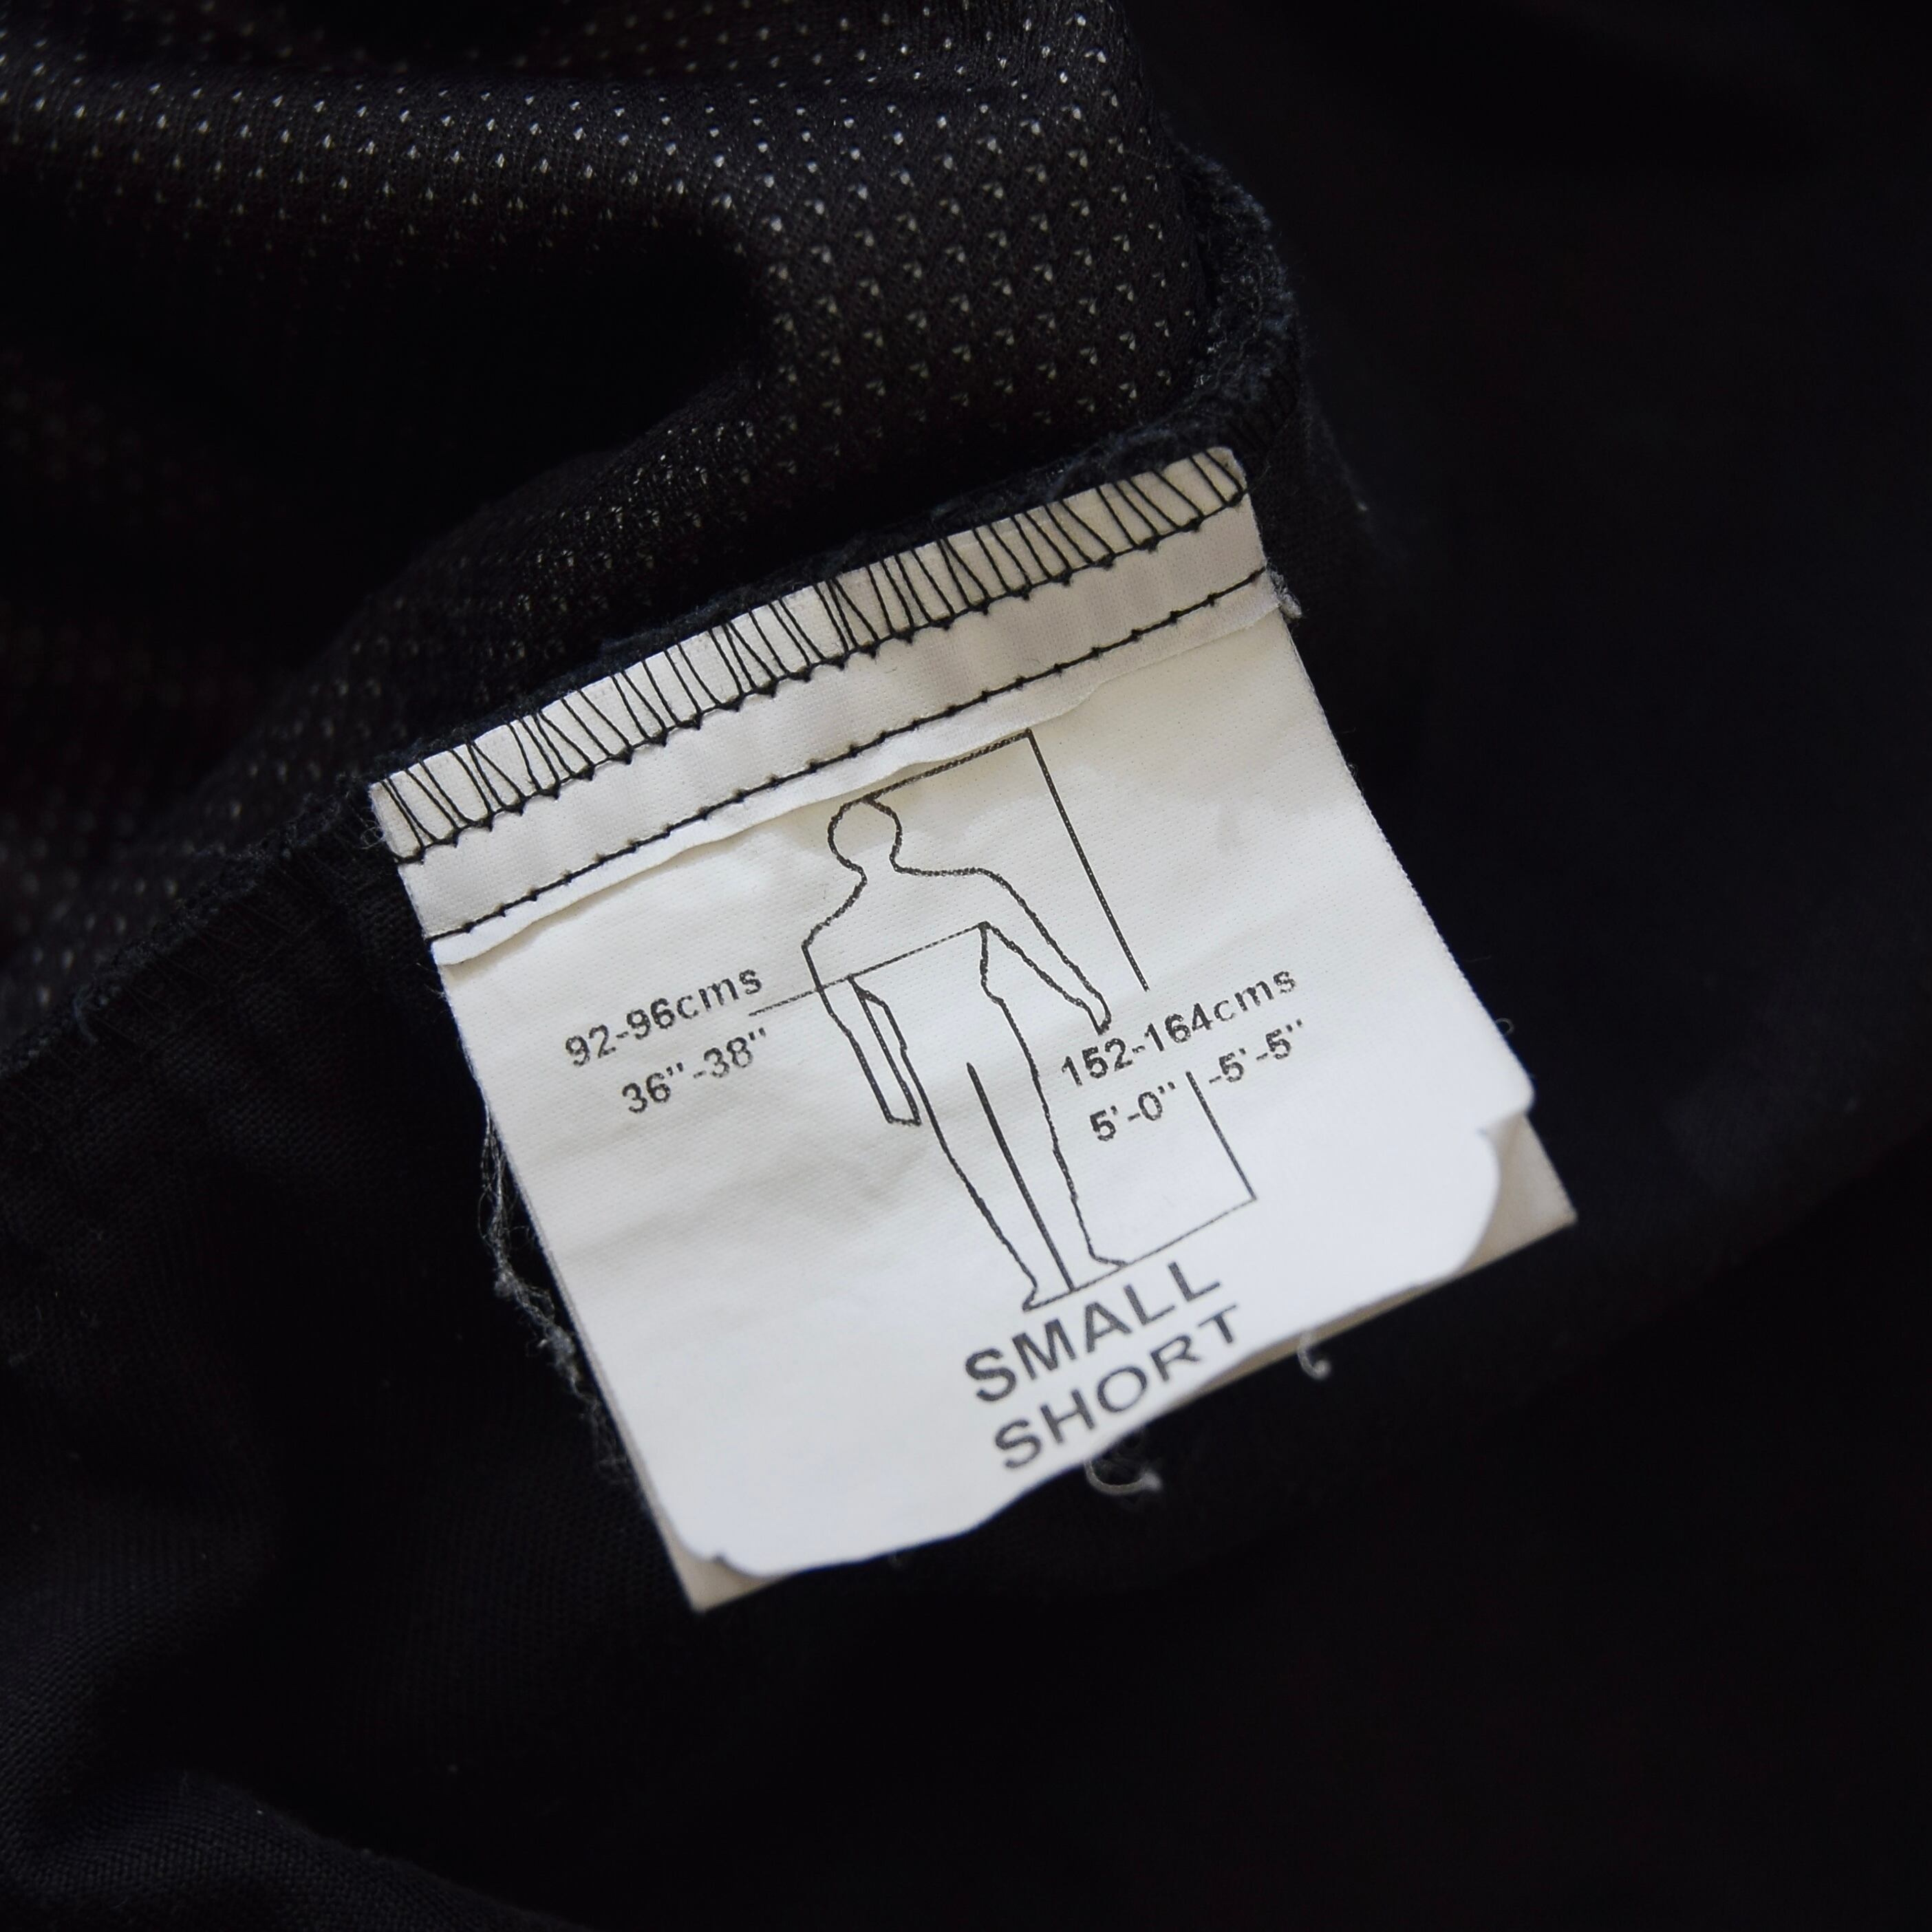 92-96cms
36"-38"
152-164cms
5'-0" -5'-5"
SMALL
SHORT